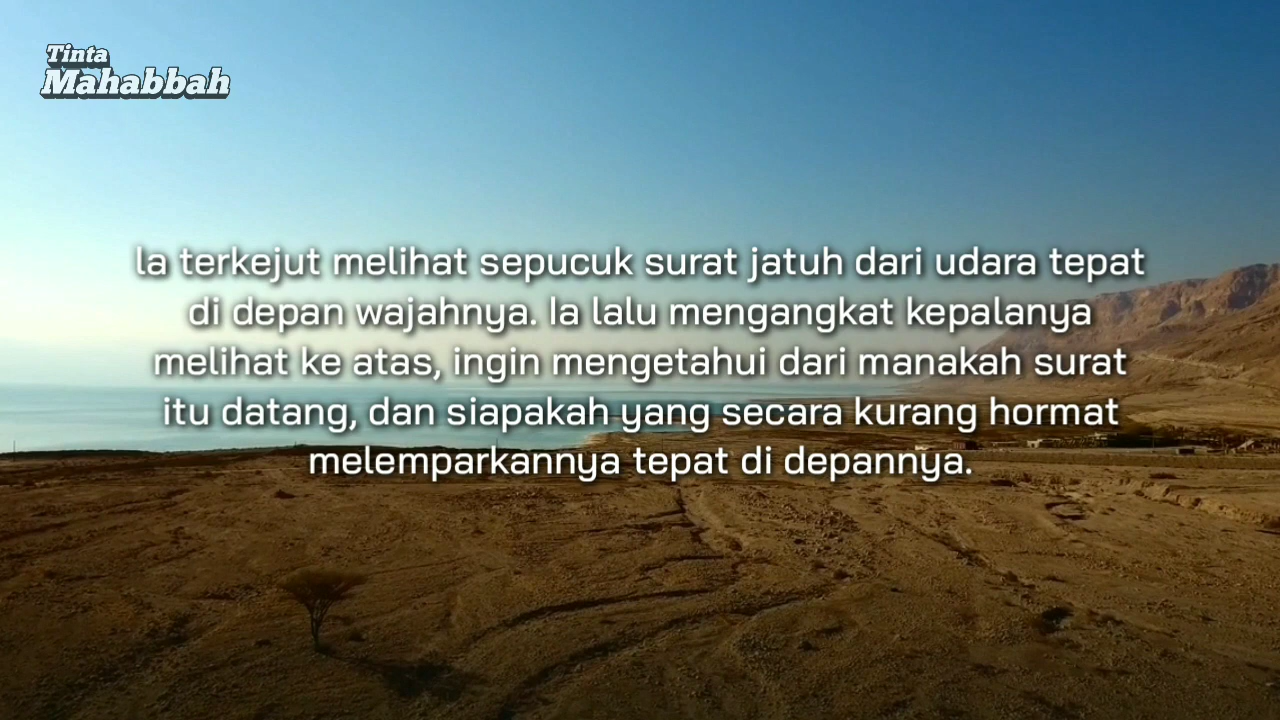 Tinta
Mahabbah
Ia terkejut melihat sepucuk surat jatuh dari udara tepat
di depan wajahnya. Ia lalu mengangkat kepalanya
melihat ke atas, ingin mengetahui dari manakah surat
itu datang, dan siapakah yang secara kurang hormat
melemparkannya tepat di depannya.